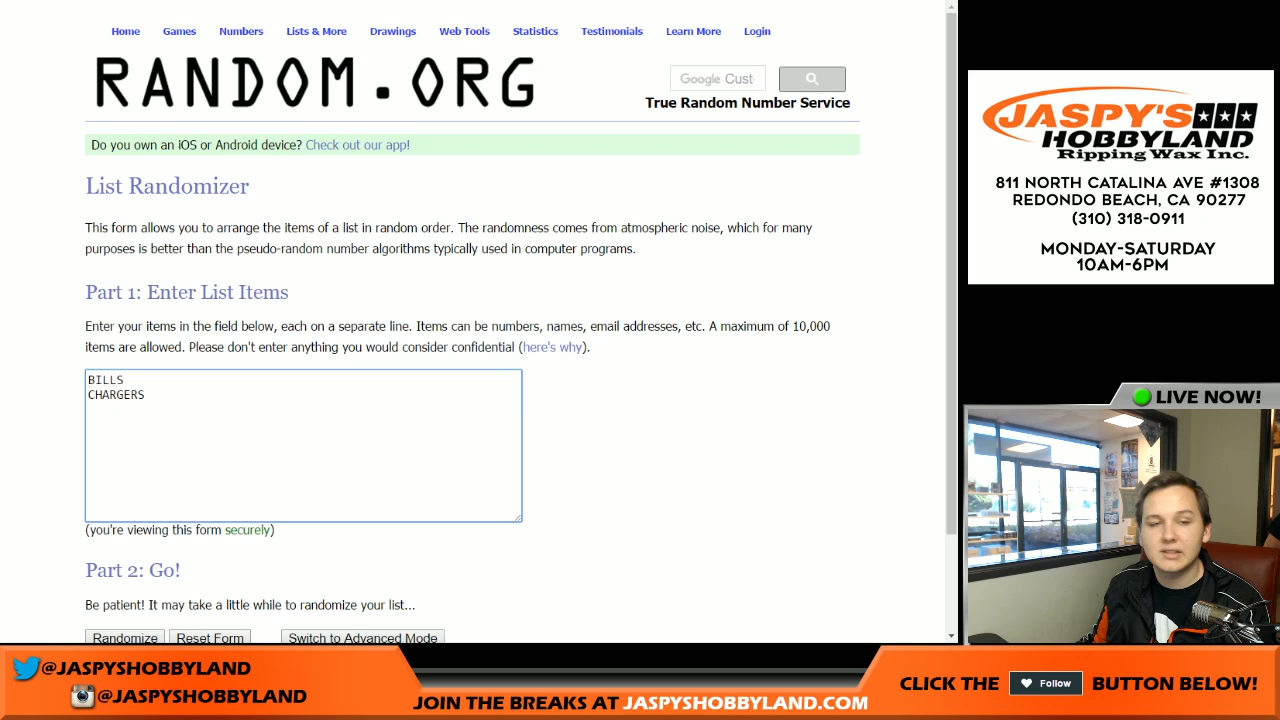 Home Games Numbers Lists & More Drawings Web Tools Statistics Testimonials Learn More Login
RANDOM.ORG
Google Cust
True Random Number Service
Do you own an iOS or Android device? Check out our app!
List Randomizer
This form allows you to arrange the items of a list in random order. The randomness comes from atmospheric noise, which for many
purposes is better than the pseudo-random number algorithms typically used in computer programs.
Part 1: Enter List Items
Enter your items in the field below, each on a separate line. Items can be numbers, names, email addresses, etc. A maximum of 10,000
items are allowed. Please don't enter anything you would consider confidential (here's why).
BILLS
CHARGERS
(you're viewing this form securely)
Part 2: Go!
Be patient! It may take a little while to randomize your list...
Randomize Reset Form Switch to Advanced Mode
JASPY'S
HOBBYLAND
Ripping Wax Inc.
811 NORTH CATALINA AVE #1308
REDONDO BEACH, CA 90277
(310) 318-0911
MONDAY-SATURDAY
10AM-6PM
LIVE NOW!
@JASPYSHOBBYLAND
@JASPYSHOBBYLAND
JOIN THE BREAKS AT JASPYSHOBBYLAND.COM
CLICK THE Follow BUTTON BELOW!